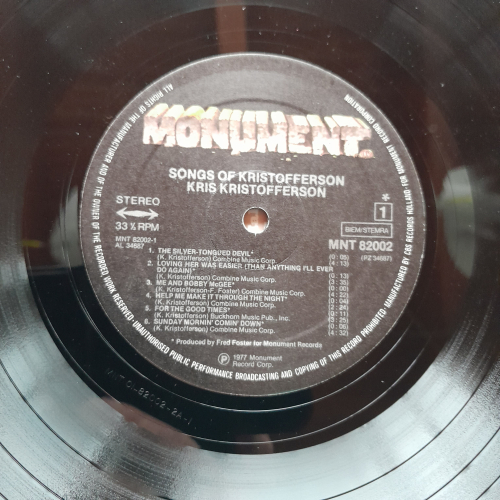 MONUMENT
SONGS OF KRISTOFFERSON
KRIS KRISTOFFERSON
STEREO
33 ⅓ RPM
MNT 82002-1
AL 34687
*
1
BIEM/STEMRA
MNT 82002
(PZ 34687)
1. THE SILVER-TONGUED DEVIL*
(K. Kristofferson) Combine Music Corp.
2. LOVING HER WAS EASIER (THAN ANYTHING I'LL EVER
DO AGAIN)*
(K. Kristofferson) Combine Music Corp.
3. ME AND BOBBY McGEE*
(K. Kristofferson-F. ) Combine Music Corp.
4. HELP ME MAKE IT THROUGH THE NIGHT*
(K. Kristofferson) Combine Music Corp.
5. FOR THE GOOD TIMES*
(K. Kristofferson) Buckhorn Music Pub., Inc.
6. SUNDAY MORNIN' COMIN' DOWN*
(K. Kristofferson) Combine Music Corp.
* Produced by Fred Foster for Monument Records
℗ 1977 Monument
Record Corp.
ALL RIGHTS OF THE MANUFACTURER AND OF THE OWNER OF THE RECORDED WORK RESERVED·UNAUTHORISED PUBLIC PERFORMANCE BROADCASTING AND COPYING OF THIS RECORD PROHIBITED·MANUFACTURED BY CBS RECORDS HOLLAND·FOR MONUMENT RECORD CORPORATION